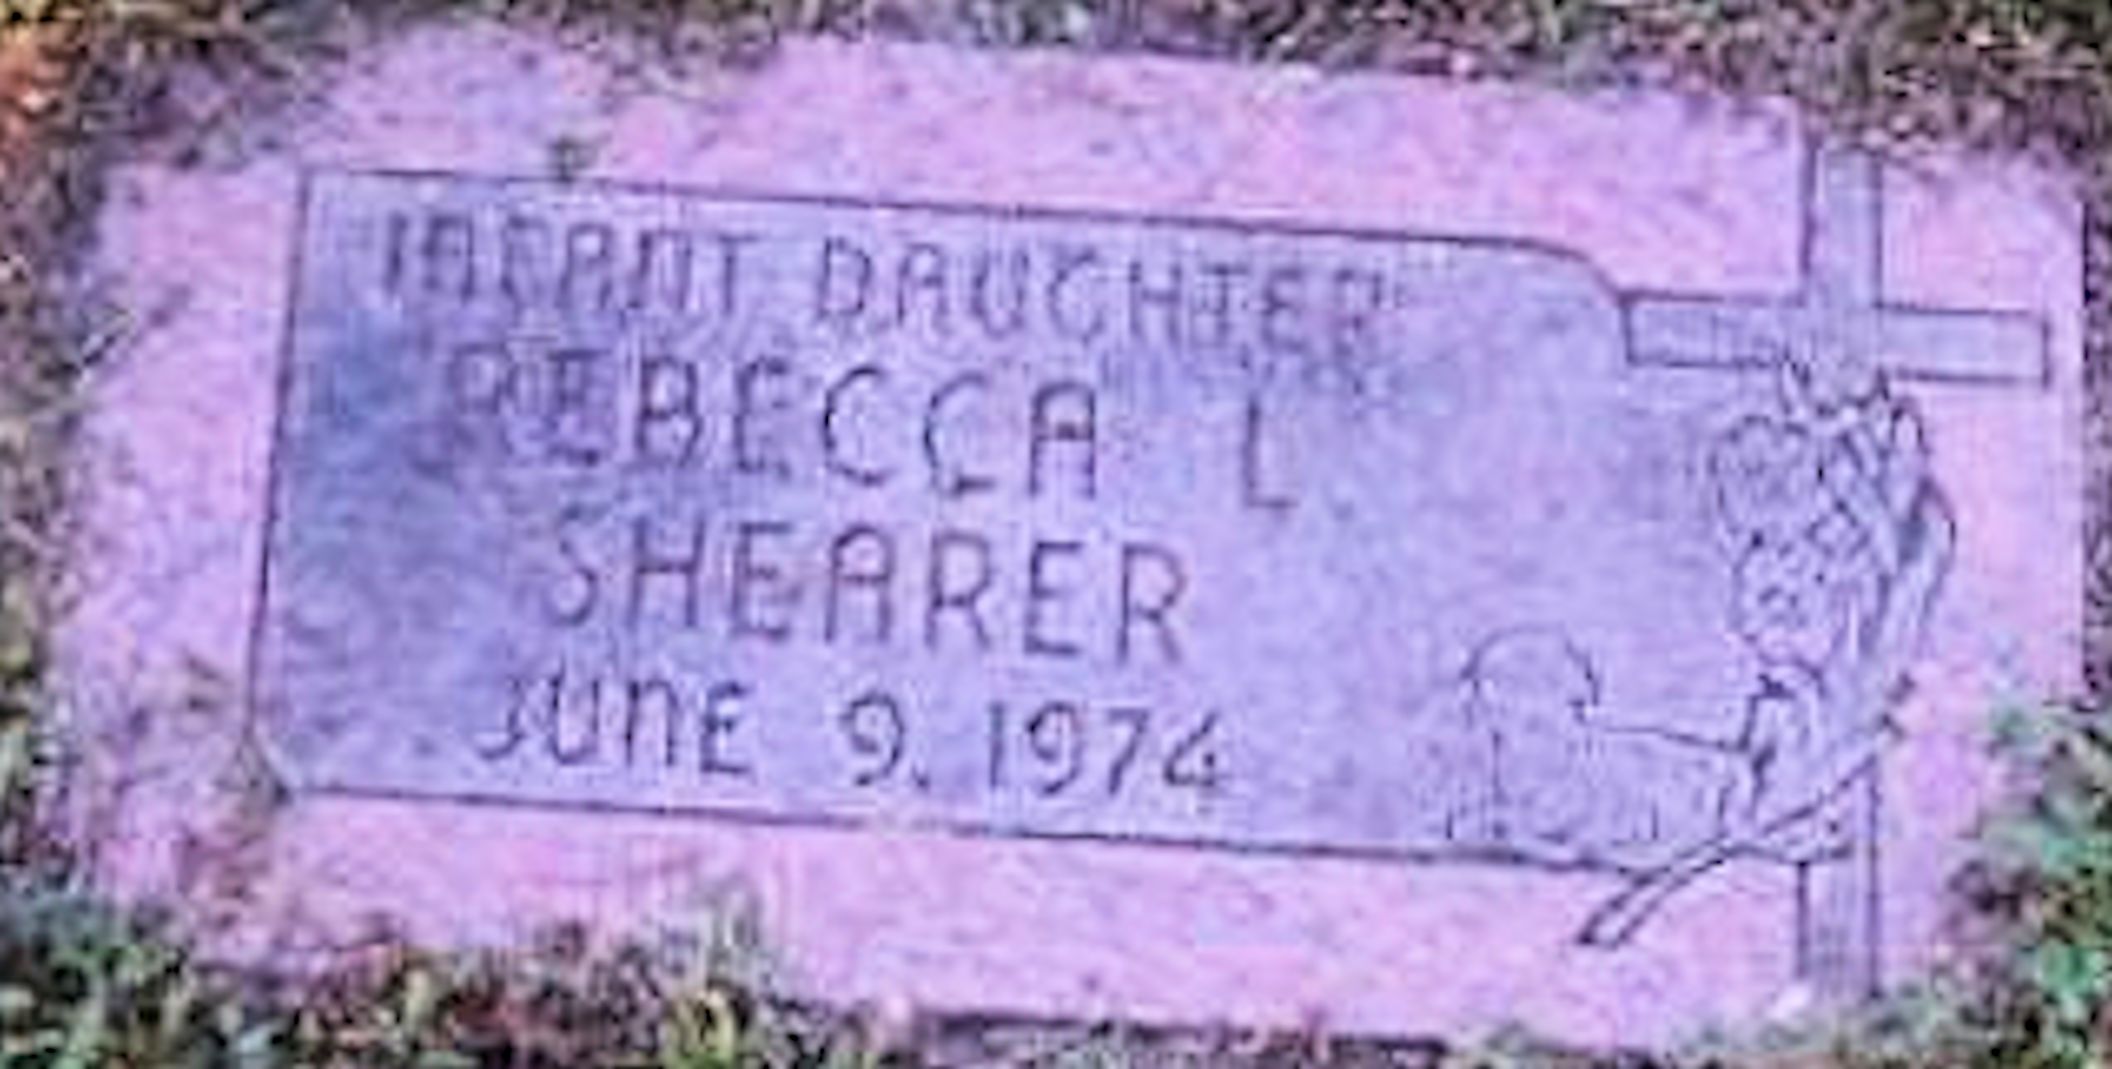 INFANT DAUGHTER
REBECCA L.
SHEARER
JUNE 9, 1974